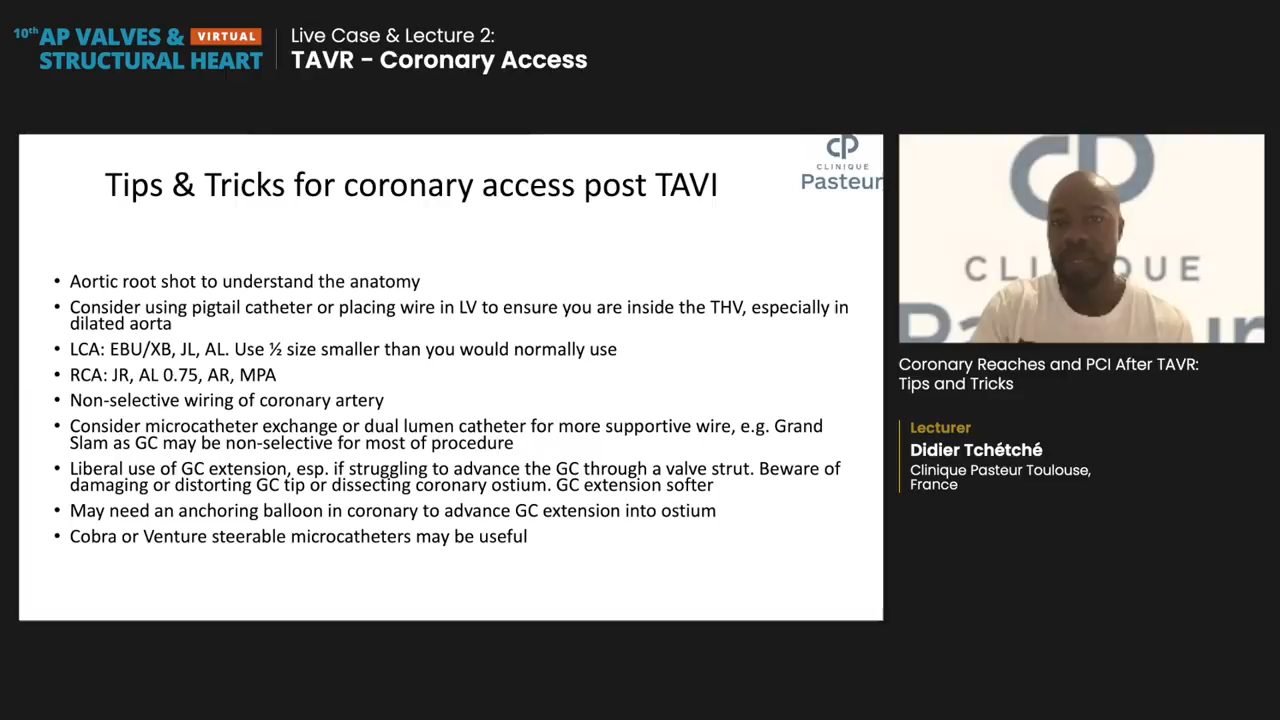 10th AP VALVES & VIRTUAL
STRUCTURAL HEART
Live Case & Lecture 2:
TAVR - Coronary Access
CP
CLINIQUE
Pasteur
Tips & Tricks for coronary access post TAVI
• Aortic root shot to understand the anatomy
• Consider using pigtail catheter or placing wire in LV to ensure you are inside the THV, especially in
dilated aorta
• LCA: EBU/XB, JL, AL. Use ½ size smaller than you would normally use
• RCA: JR, AL 0.75, AR, MPA
• Non-selective wiring of coronary artery
• Consider microcatheter exchange or dual lumen catheter for more supportive wire, e.g. Grand
Slam as GC may be non-selective for most of procedure
• Liberal use of GC extension, esp. if struggling to advance the GC through a valve strut. Beware of
damaging or distorting GC tip or dissecting coronary ostium. GC extension softer
• May need an anchoring balloon in coronary to advance GC extension into ostium
• Cobra or Venture steerable microcatheters may be useful
Coronary Reaches and PCI After TAVR:
Tips and Tricks
Lecturer
Didier Tchétché
Clinique Pasteur Toulouse,
France